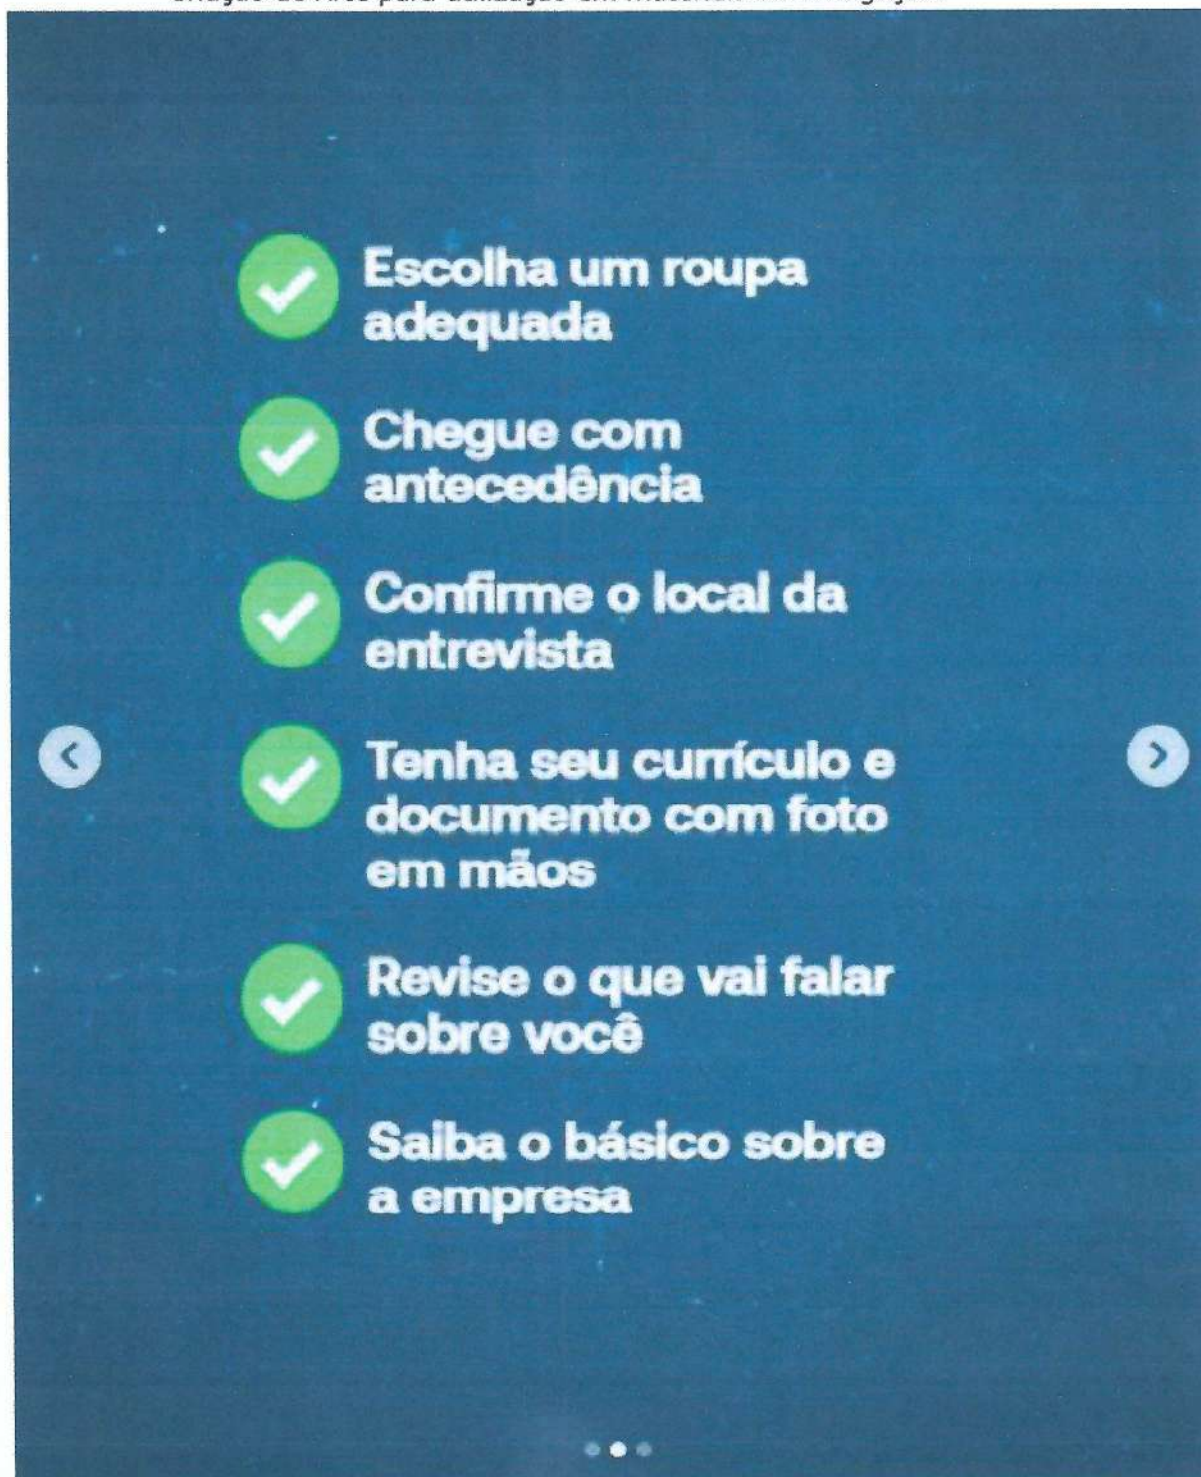 Escolha um roupa
adequada
Chegue com
antecedência
Confirme o local da
entrevista
Tenha seu currículo e
documento com foto
em mãos
Revise o que vai falar
sobre você
Saiba o básico sobre
a empresa